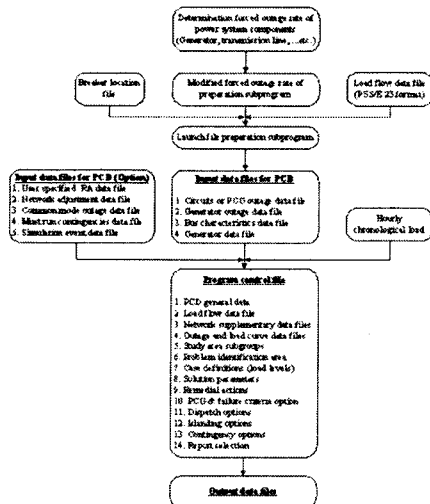 Determination forced outage rate of
power system components
(Generator, transmission line, ...etc.)
Breaker location
file
Modified forced outage rate of
preparation subprogram
Load flow data file
(PSS/E 23 format)
Launch file preparation subprogram
Input data files for PCD (Option)
1. User specified RA data file
2. Network adjustment data file
3. Common mode outage data file
4. Must run contingencies data file
5. Simulation event data file
Input data files for PCD
1. Circuits or PCG outage data file
2. Generator outage data file
3. Bus characteristics data file
4. Generator data file
Hourly
chronological load
Program control file
1. PCD general data
2. Load flow data file
3. Network supplementary data files
4. Outage and load curve data files
5. Study area subgroups
6. Problem identification area
7. Case definitions (load levels)
8. Solution parameters
9. Remedial actions
10. PCG & failure criteria option
11. Dispatch options
12. Islanding options
13. Contingency options
14. Report selection
Output data files